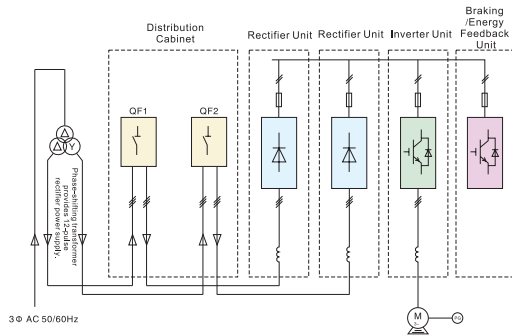 Distribution
Cabinet
Rectifier Unit
Rectifier Unit
Inverter Unit
Braking
/Energy
Feedback
Unit
QF1
QF2
Δ
Δ
Y
Phase-shifting transformer
provides 12-pulse
rectifier power supply.
3Φ AC 50/60Hz
M
3~
PG